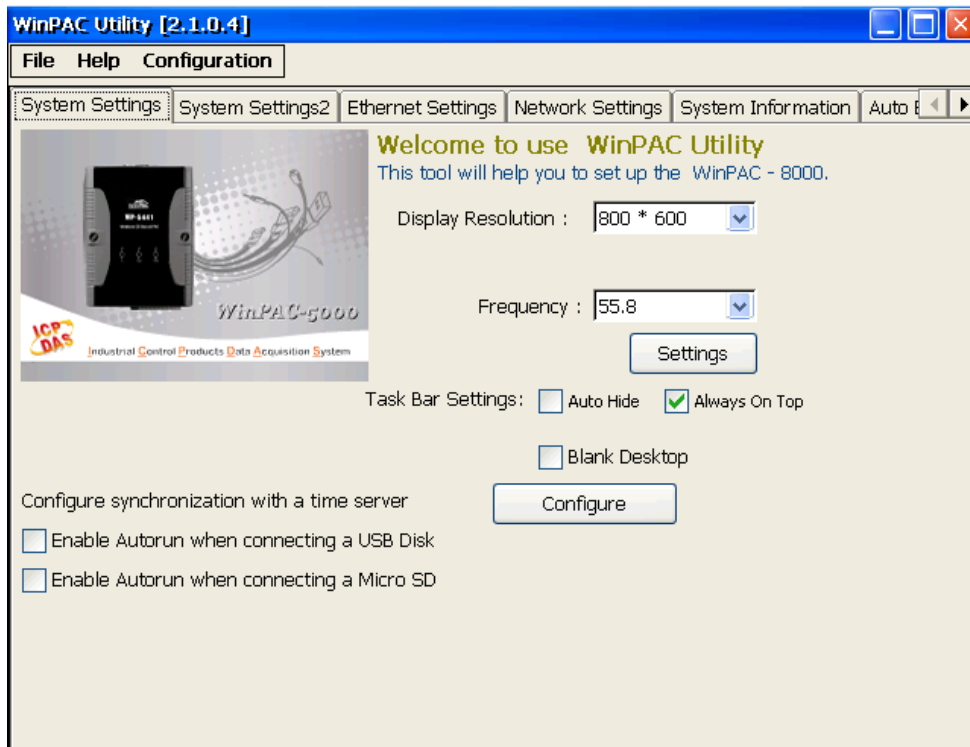 WinPAC Utility [2.1.0.4]
File Help Configuration
System Settings System Settings2 Ethernet Settings Network Settings System Information Auto
Welcome to use WinPAC Utility
This tool will help you to set up the WinPAC - 8000.
Display Resolution : 800 * 600
WinPAC-5000
Frequency : 55.8
ICP DAS
Industrial Control Products Data Acquisition System
Settings
Task Bar Settings: Auto Hide Always On Top
Blank Desktop
Configure synchronization with a time server Configure
Enable Autorun when connecting a USB Disk
Enable Autorun when connecting a Micro SD